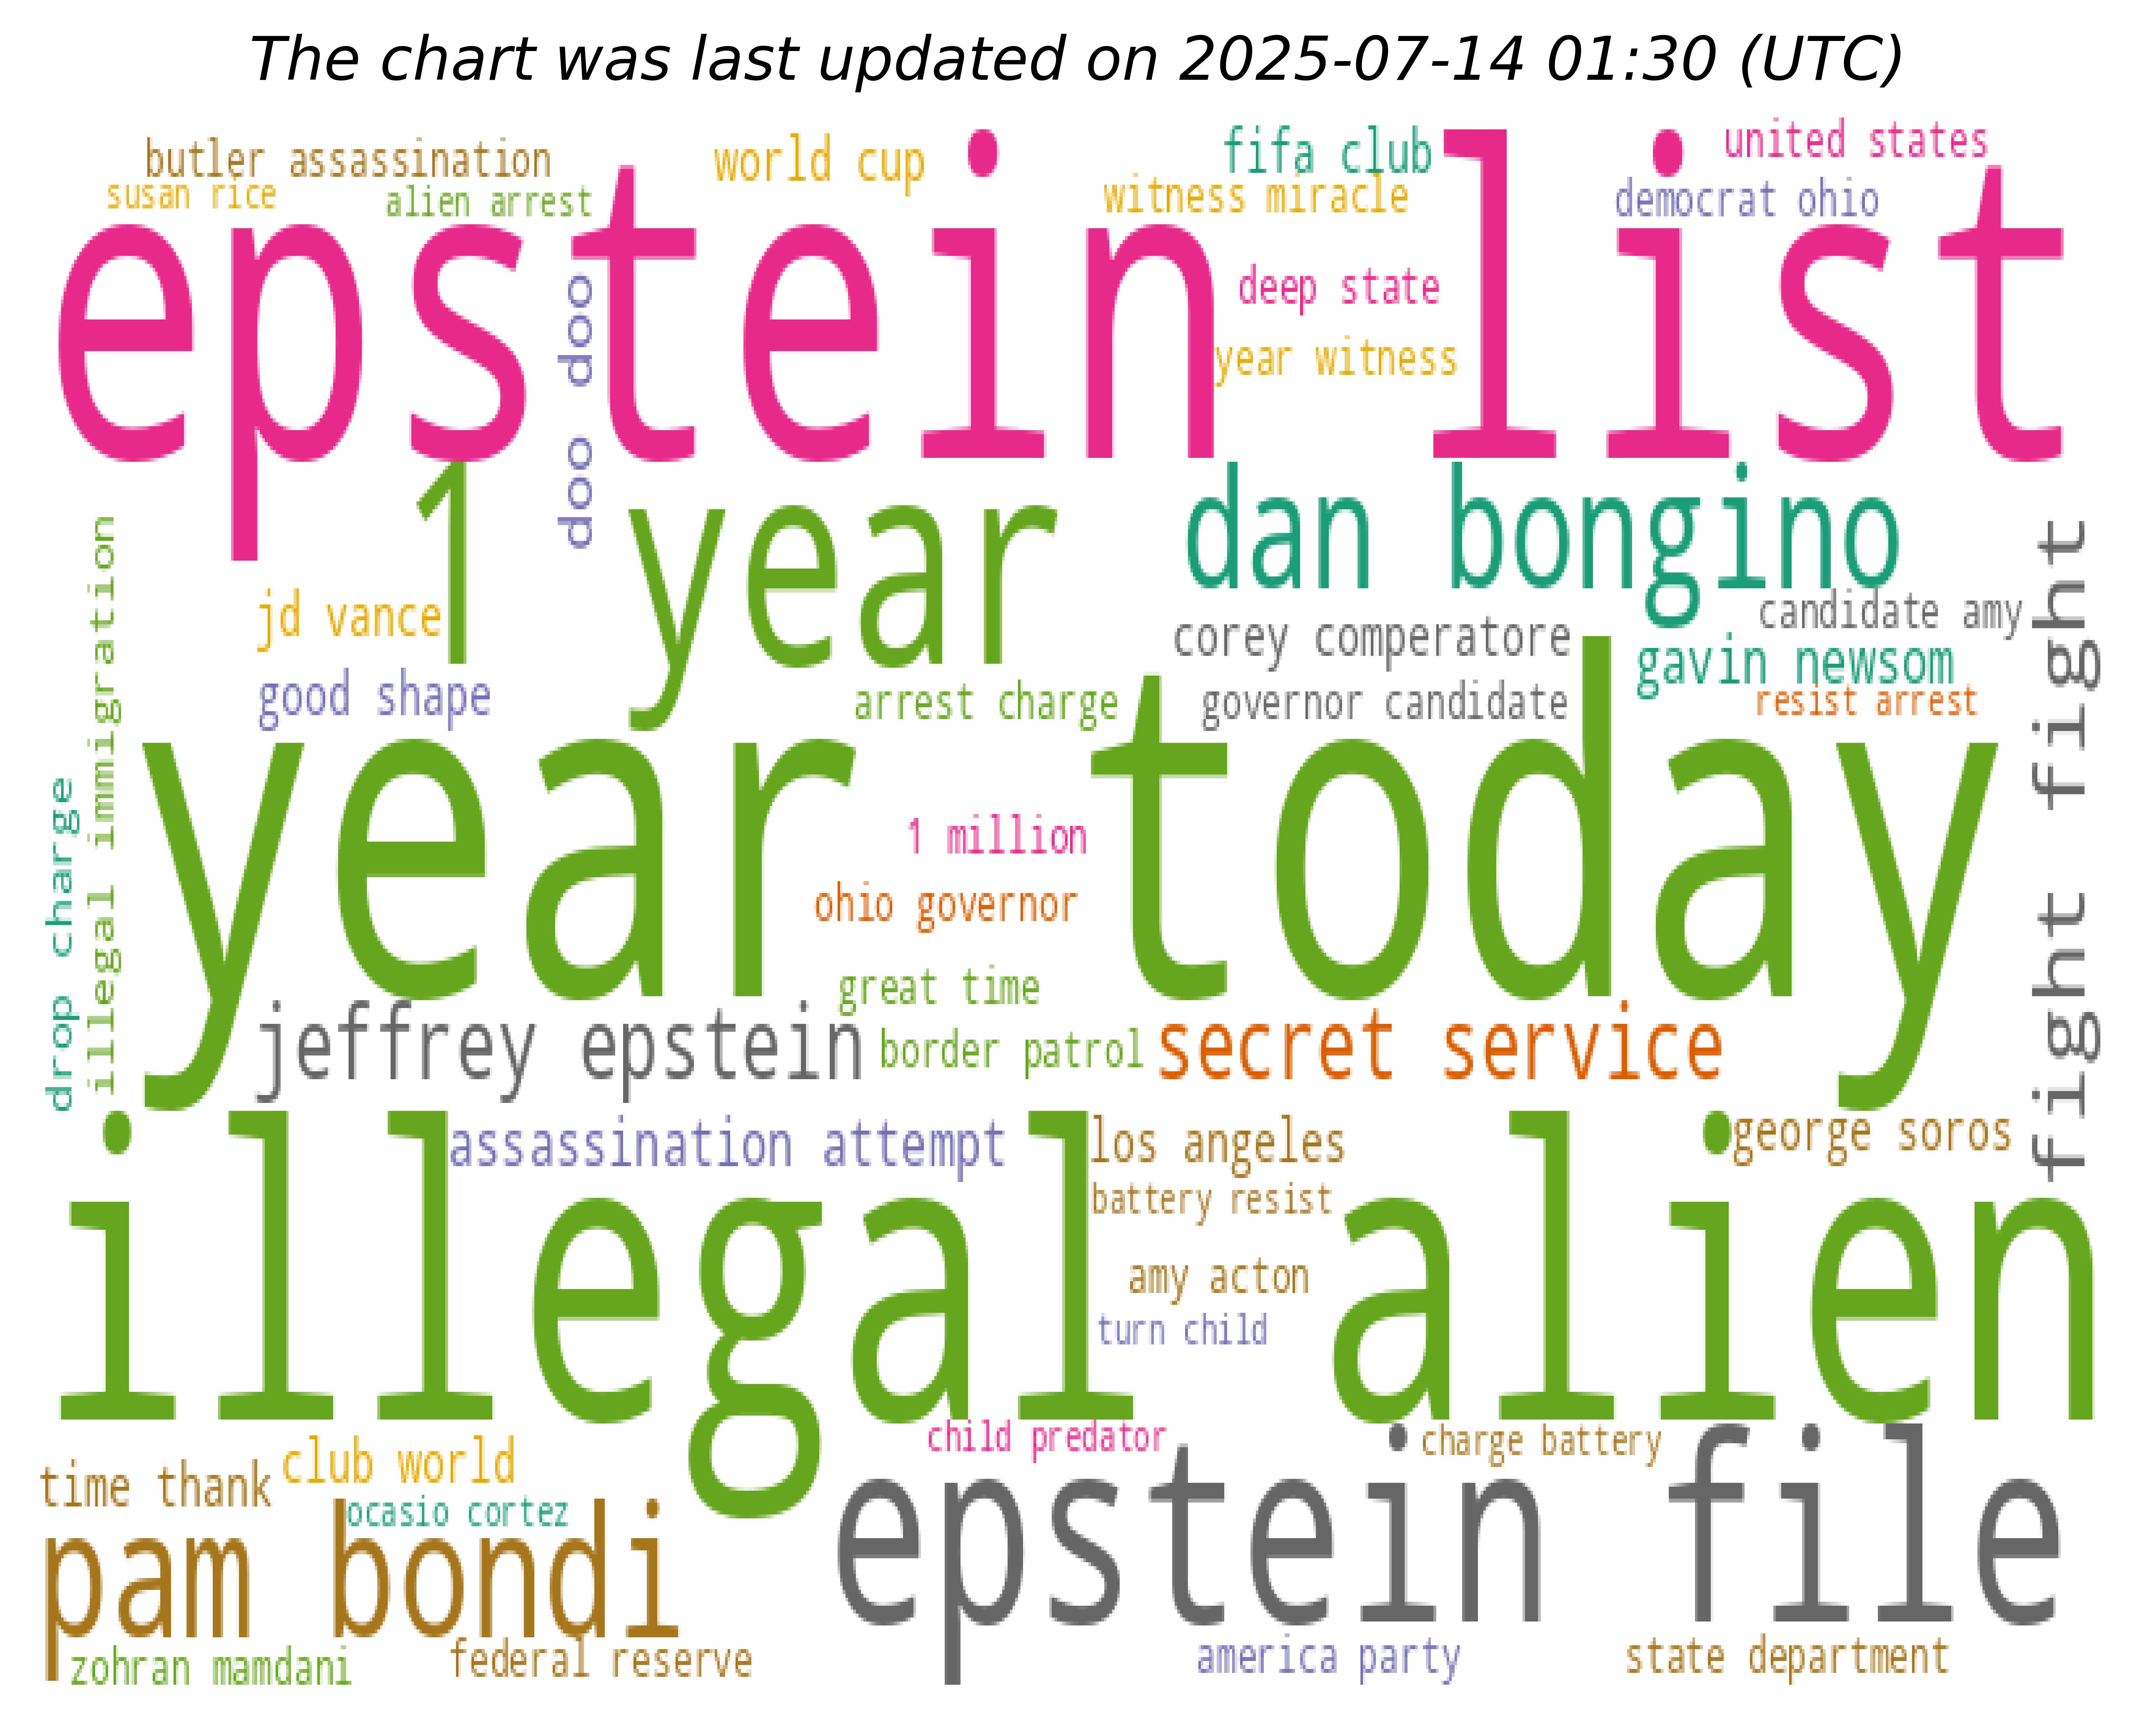 The chart was last updated on 2025-07-14 01:30 (UTC)
butler assassination
world cup
fifa club
united states
susan rice
alien arrest
witness miracle
democrat ohio
epstein list
deep state
year witness
doo doo
1 year
dan bongino
jd vance
corey comperatore
candidate amy
gavin newsom
good shape
arrest charge
governor candidate
resist arrest
fight fight
illegal immigration
drop charge
year today
1 million
ohio governor
great time
jeffrey epstein
border patrol
secret service
assassination attempt
los angeles
george soros
battery resist
illegal alien
amy acton
turn child
child predator
charge battery
club world
time thank
ocasio cortez
epstein file
pam bondi
zohran mamdani
federal reserve
america party
state department